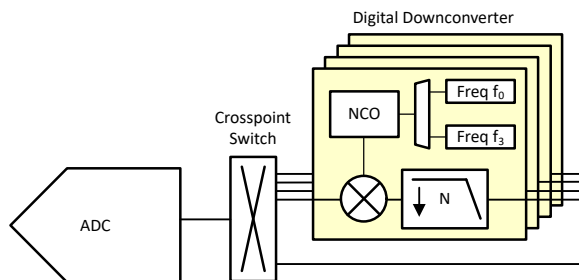 Digital Downconverter
Freq f₀
NCO
Crosspoint
Switch
Freq f₃
N
ADC